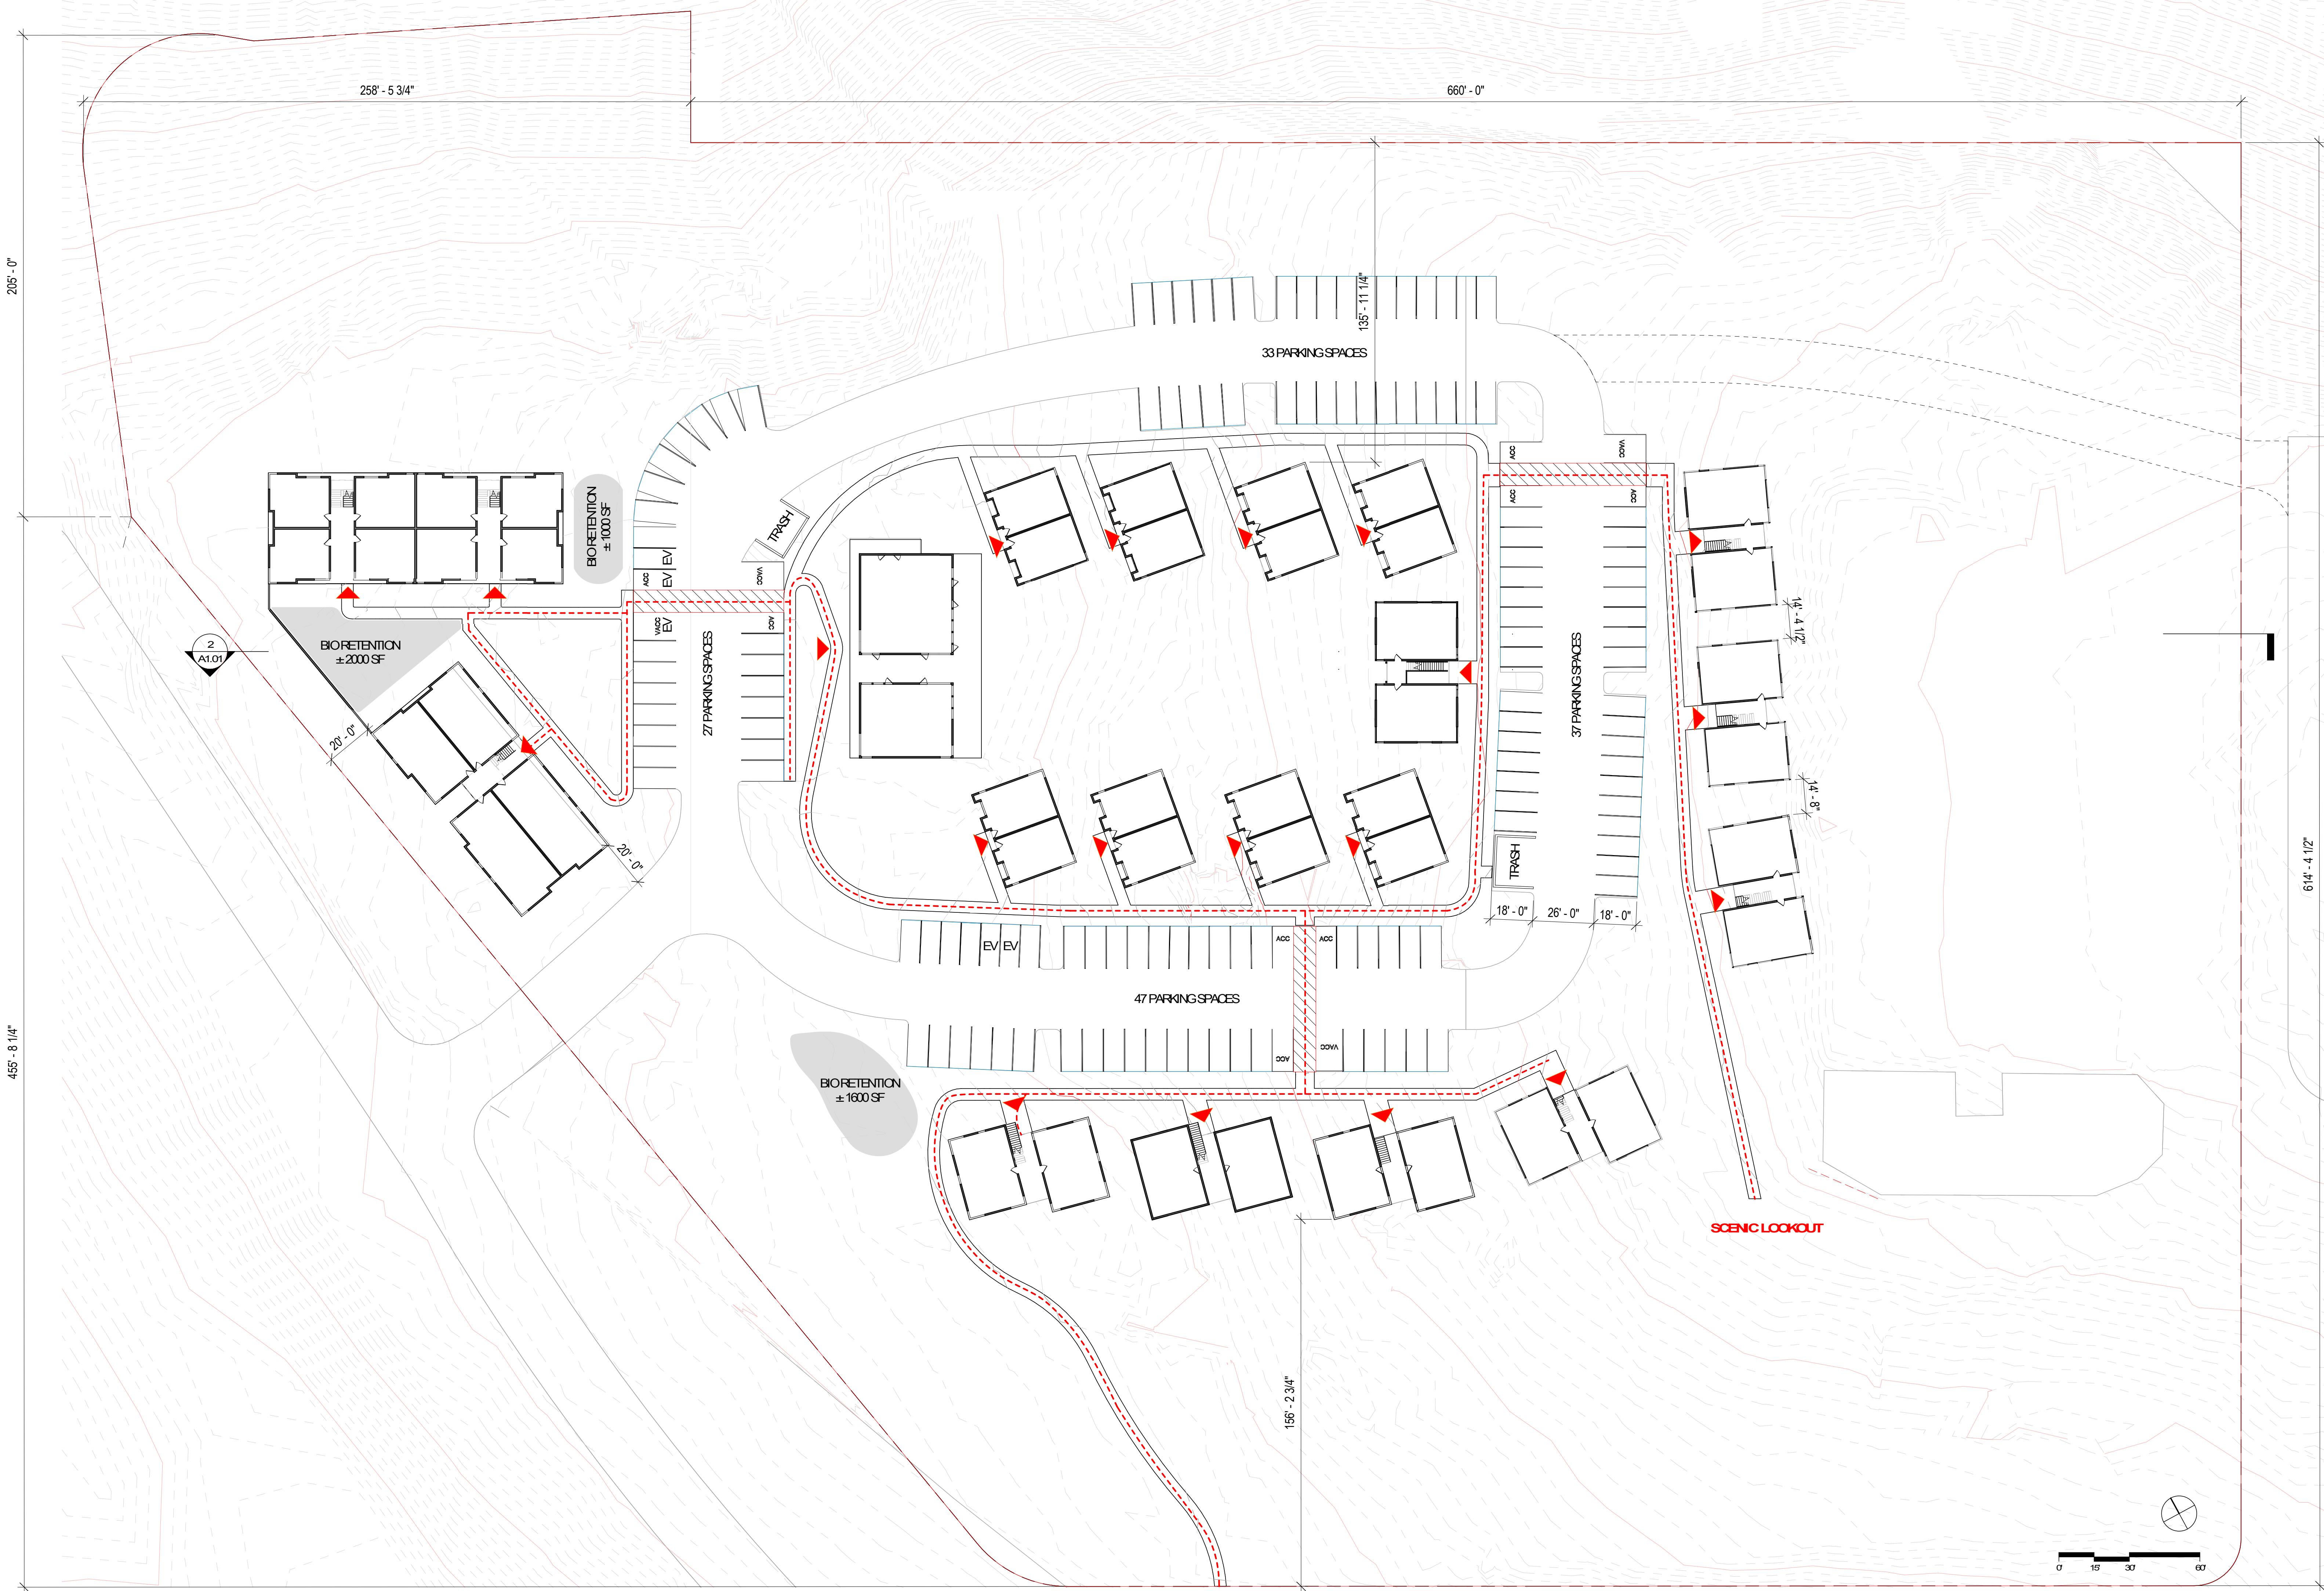 258' - 5 3/4"
660' - 0"
205' - 0"
135' - 11 1/4"
33 PARKING SPACES
ACC
VACC
ACC
ACC
BIO RETENTION
± 1000 SF
TRASH
EV
ACC
EV
VACC
VACC
EV
ACC
2
A1.01
BIO RETENTION
± 2000 SF
27 PARKING SPACES
37 PARKING SPACES
14' - 4 1/2"
20' - 0"
14' - 8"
20' - 0"
TRASH
614' - 4 1/2"
18' - 0"
26' - 0"
18' - 0"
EV
EV
ACC
ACC
47 PARKING SPACES
455' - 8 1/4"
ACC
VACC
BIO RETENTION
± 1600 SF
SCENIC LOOKOUT
156' - 2 3/4"
0'
15'
30'
60'